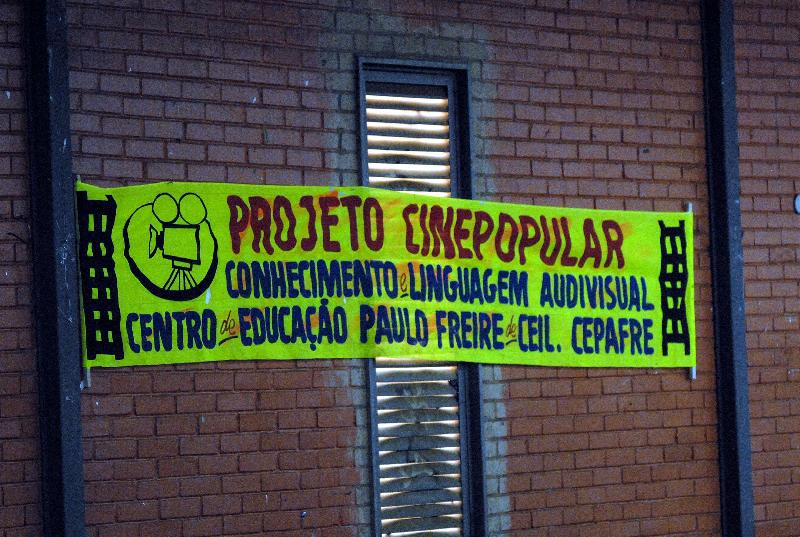 PROJETO CINEPOPULAR
CONHECIMENTO e LINGUAGEM AUDIVISUAL
CENTRO de EDUCAÇÃO PAULO FREIRE de CEIL. CEPAFRE